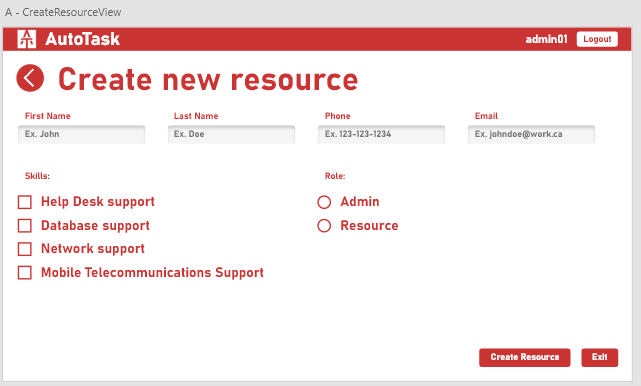 A - CreateResourceView
AutoTask admin01 Logout
Create new resource
First Name Last Name Phone Email
Ex. John Ex. Doe Ex. 123-123-1234 Ex. johndoe@work.ca
Skills: Role:
Help Desk support Admin
Database support Resource
Network support
Mobile Telecommunications Support
Create Resource Exit